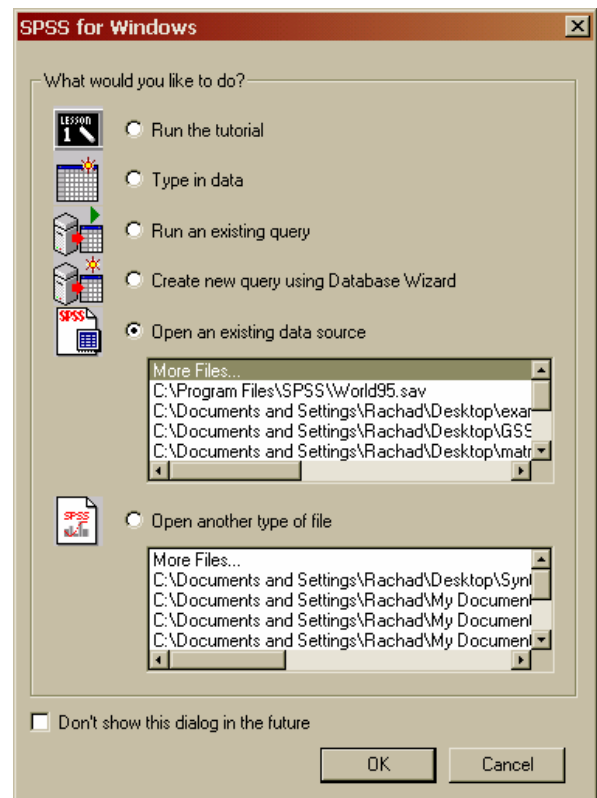 SPSS for Windows
What would you like to do?
LESSON
1
Run the tutorial
Type in data
Run an existing query
Create new query using Database Wizard
SPSS
Open an existing data source
More Files...
C:\Program Files\SPSS\World95.sav
C:\Documents and Settings\Rachad\Desktop\exar
C:\Documents and Settings\Rachad\Desktop\GSS
C:\Documents and Settings\Rachad\Desktop\matr
SPSS
Open another type of file
More Files...
C:\Documents and Settings\Rachad\Desktop\Syn
C:\Documents and Settings\Rachad\My Document
C:\Documents and Settings\Rachad\My Document
C:\Documents and Settings\Rachad\My Document
Don't show this dialog in the future
OK
Cancel